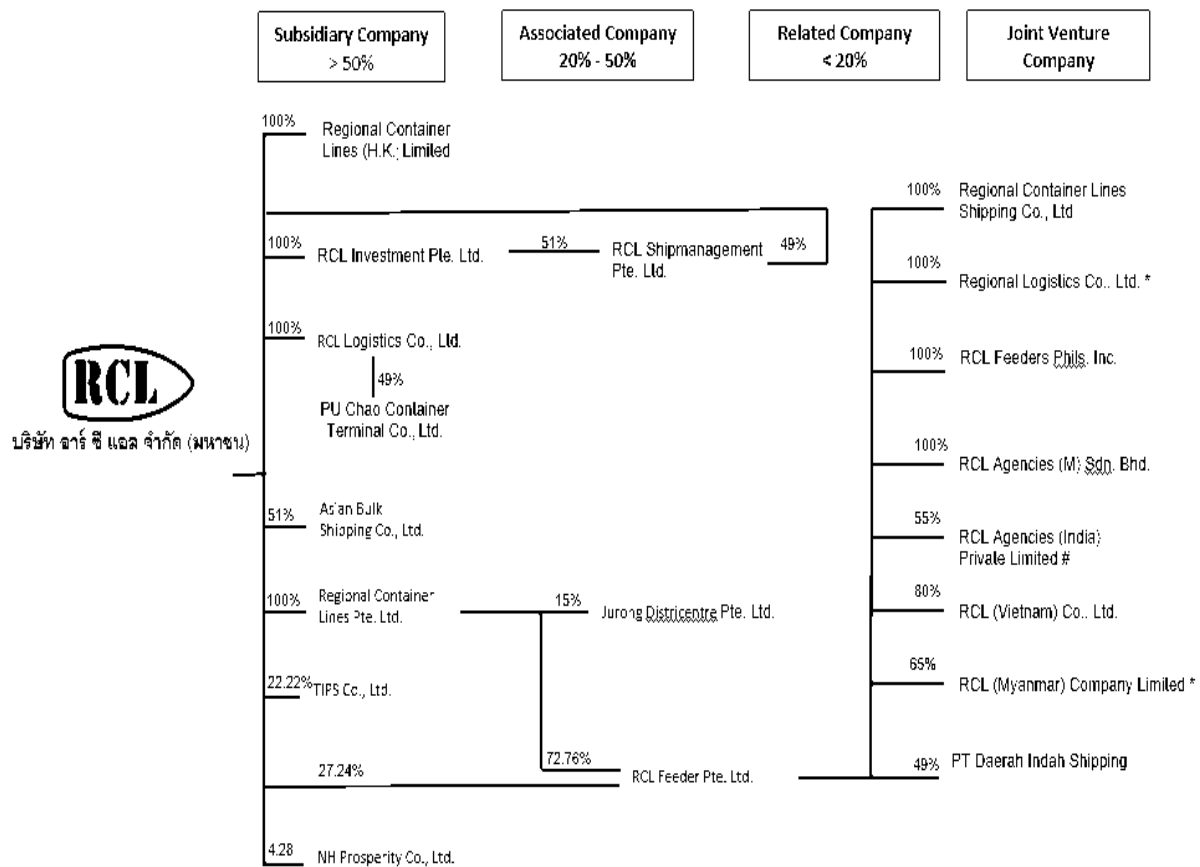 Subsidiary Company
> 50%
Associated Company
20% - 50%
Related Company
< 20%
Joint Venture
Company
100%
Regional Container
Lines (H.K.) Limited
100%
RCL Investment Pte. Ltd.
51%
RCL Shipmanagement
Pte. Ltd.
49%
100%
RCL Logistics Co., Ltd.
49%
PU Chao Container
Terminal Co., Ltd.
RCL
บริษัท อาร์ ซี แอล จำกัด (มหาชน)
51%
Asian Bulk
Shipping Co., Ltd.
100%
Regional Container
Lines Pte. Ltd.
15%
Jurong Districentre Pte. Ltd.
22.22%
TIPS Co., Ltd.
72.76%
27.24%
RCL Feeder Pte. Ltd.
4.28
NH Prosperity Co., Ltd.
100%
Regional Container Lines
Shipping Co., Ltd
100%
Regional Logistics Co., Ltd. *
100%
RCL Feeders Phils. Inc.
100%
RCL Agencies (M) Sdn. Bhd.
55%
RCL Agencies (India)
Private Limited #
80%
RCL (Vietnam) Co., Ltd.
65%
RCL (Myanmar) Company Limited *
49%
PT Daerah Indah Shipping